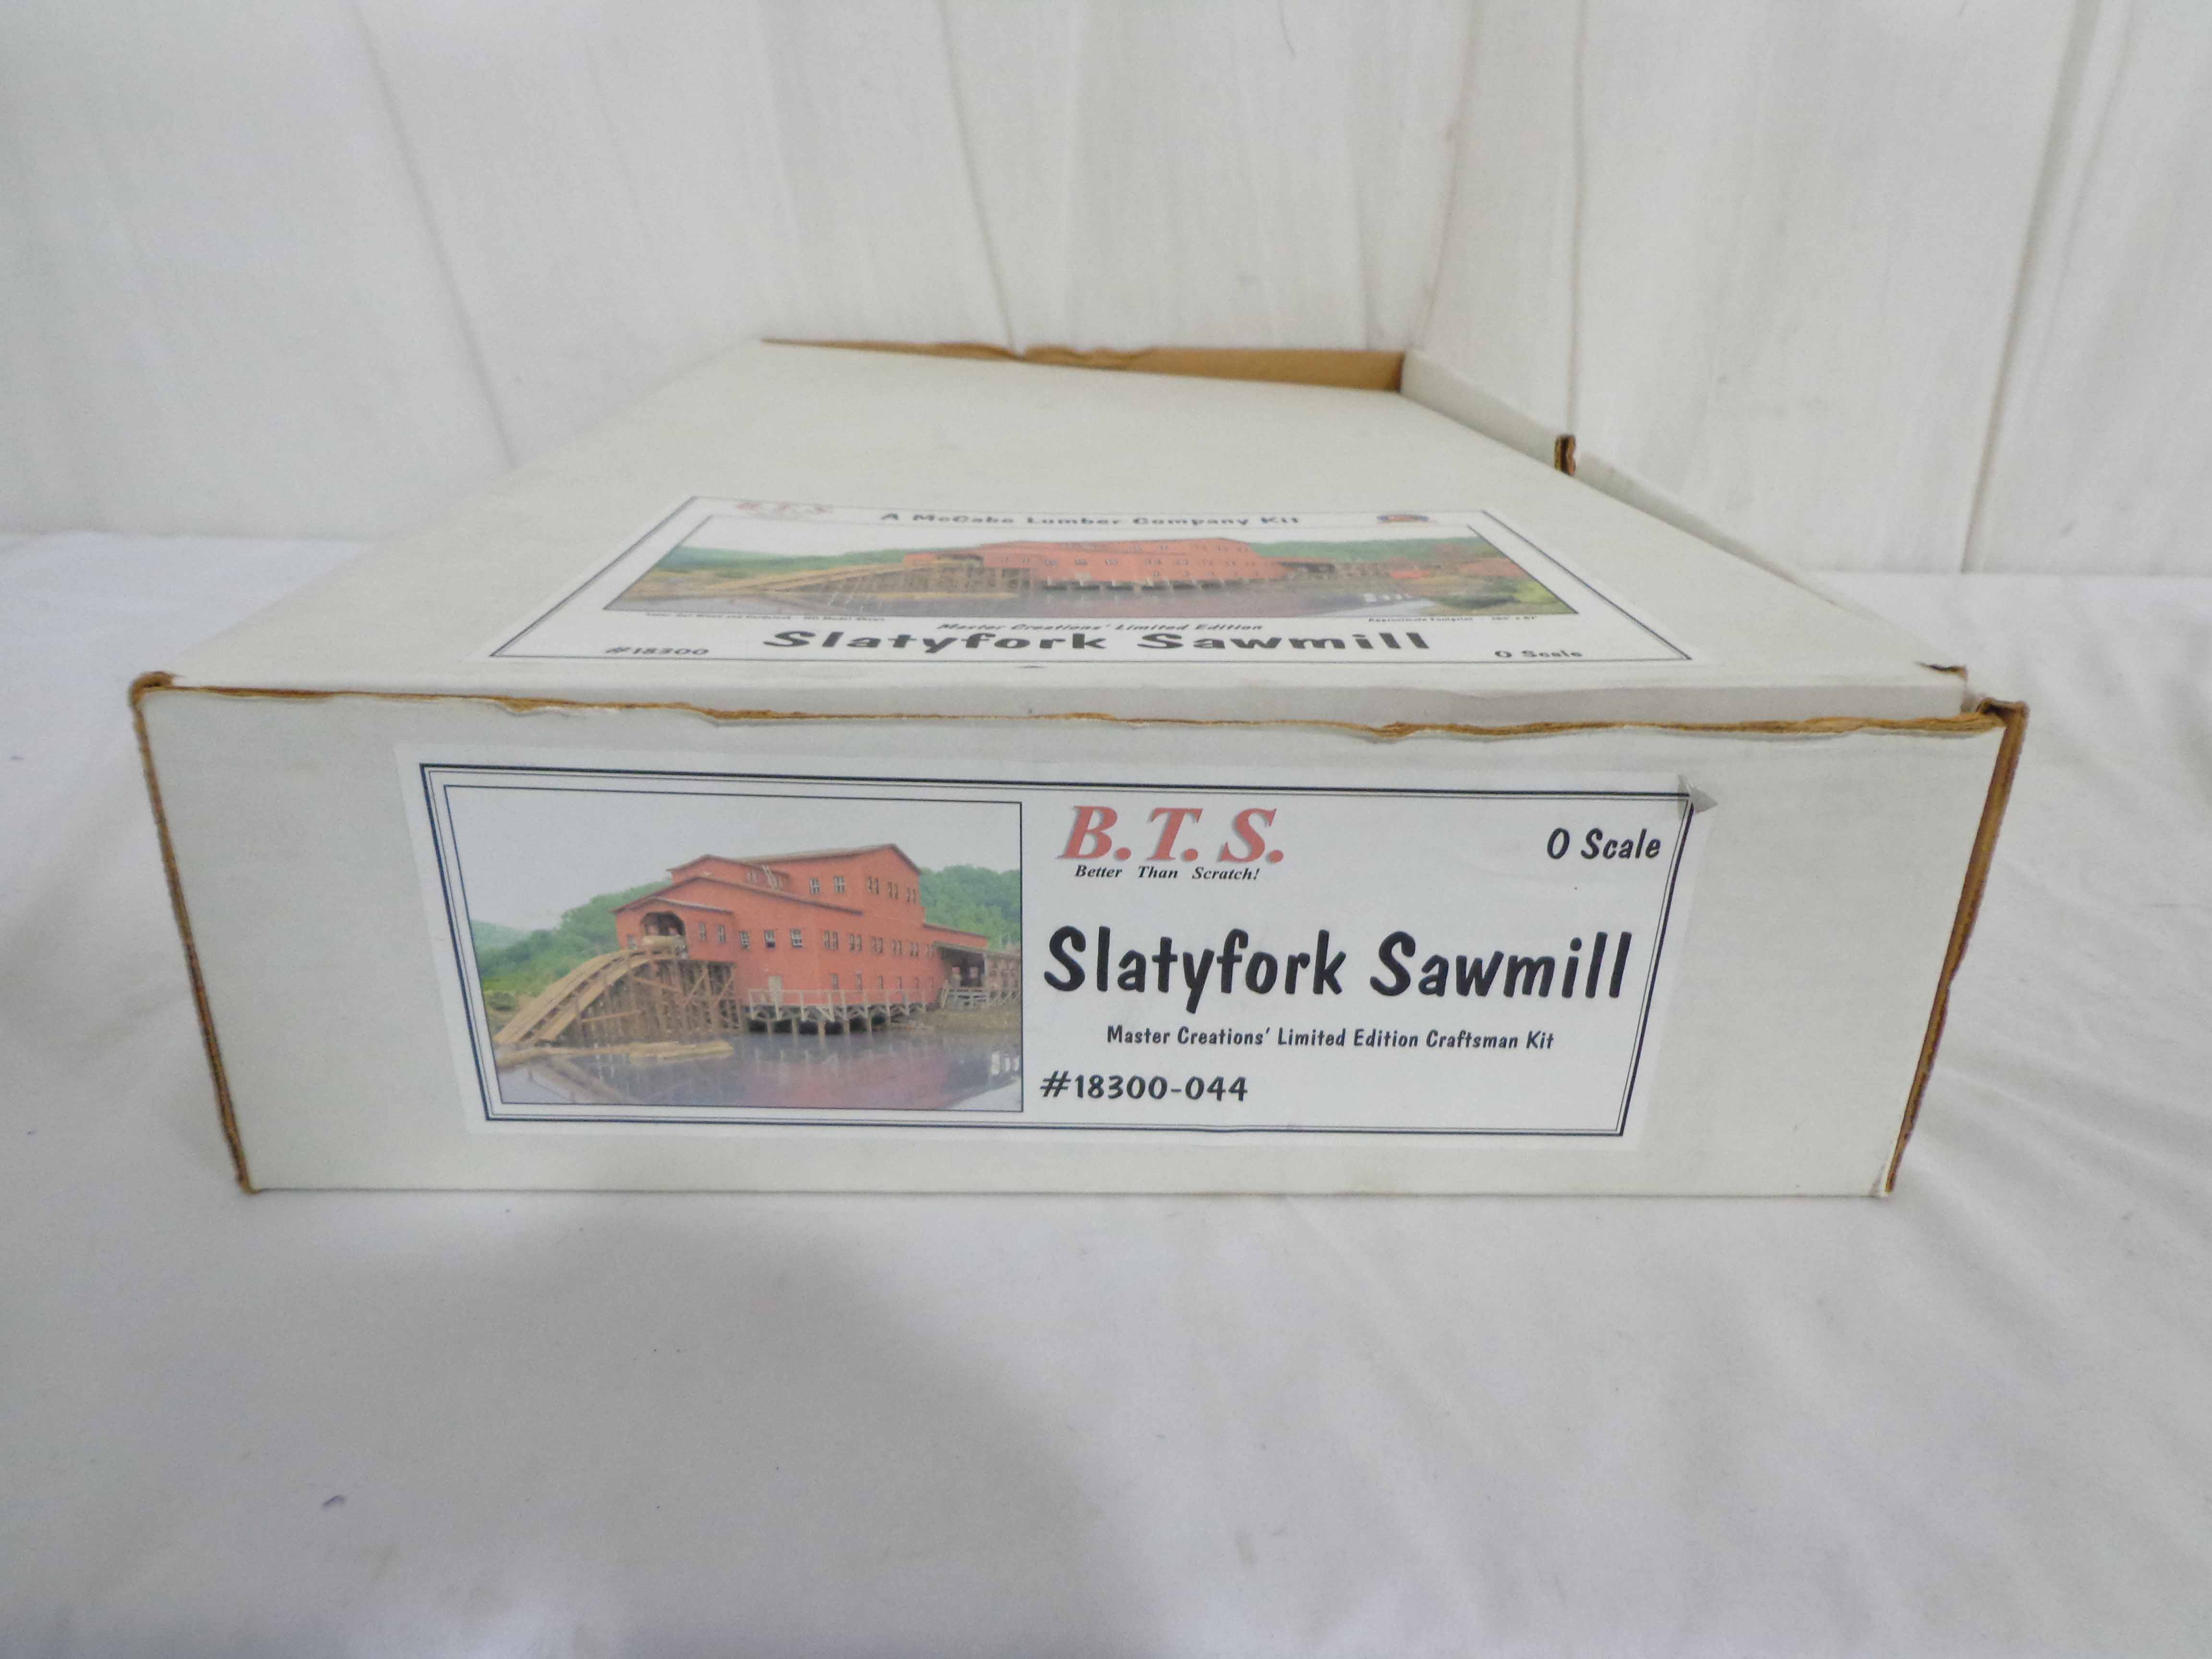 B.T.S.
A McCabe Lumber Company Kit
Master Creations' Limited Edition
#18300
Slatyfork Sawmill
O Scale
B.T.S.
Better Than Scratch!
O Scale
Slatyfork Sawmill
Master Creations' Limited Edition Craftsman Kit
#18300-044